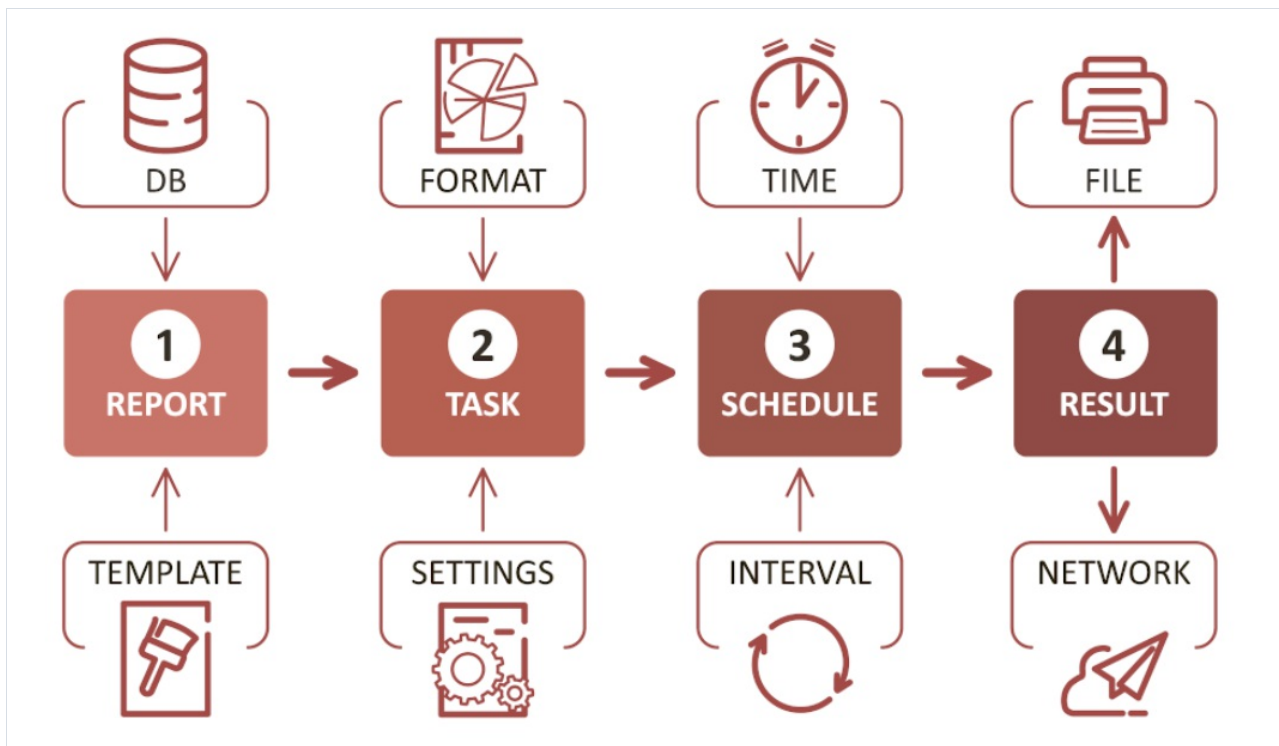 DB
FORMAT
TIME
FILE
1
REPORT
2
TASK
3
SCHEDULE
4
RESULT
TEMPLATE
SETTINGS
INTERVAL
NETWORK